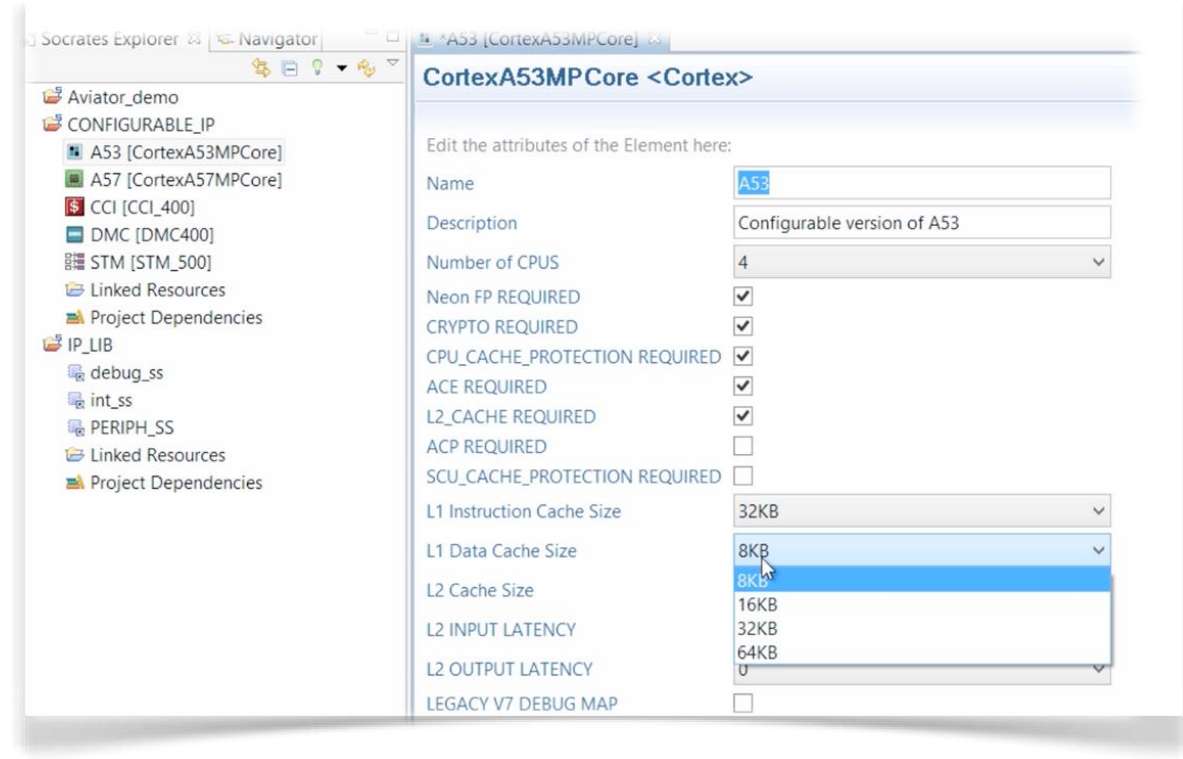 Socrates Explorer Navigator
Aviator_demo
CONFIGURABLE_IP
A53 [CortexA53MPCore]
A57 [CortexA57MPCore]
CCI [CCI_400]
DMC [DMC400]
STM [STM_500]
Linked Resources
Project Dependencies
IP_LIB
debug_ss
int_ss
PERIPH_SS
Linked Resources
Project Dependencies
*A53 [CortexA53MPCore]
CortexA53MPCore <Cortex>
Edit the attributes of the Element here:
Name A53
Description Configurable version of A53
Number of CPUS 4
Neon FP REQUIRED
CRYPTO REQUIRED
CPU_CACHE_PROTECTION REQUIRED
ACE REQUIRED
L2_CACHE REQUIRED
ACP REQUIRED
SCU_CACHE_PROTECTION REQUIRED
L1 Instruction Cache Size 32KB
L1 Data Cache Size 8KB
8KB
L2 Cache Size
16KB
32KB
L2 INPUT LATENCY
64KB
L2 OUTPUT LATENCY 0
LEGACY V7 DEBUG MAP